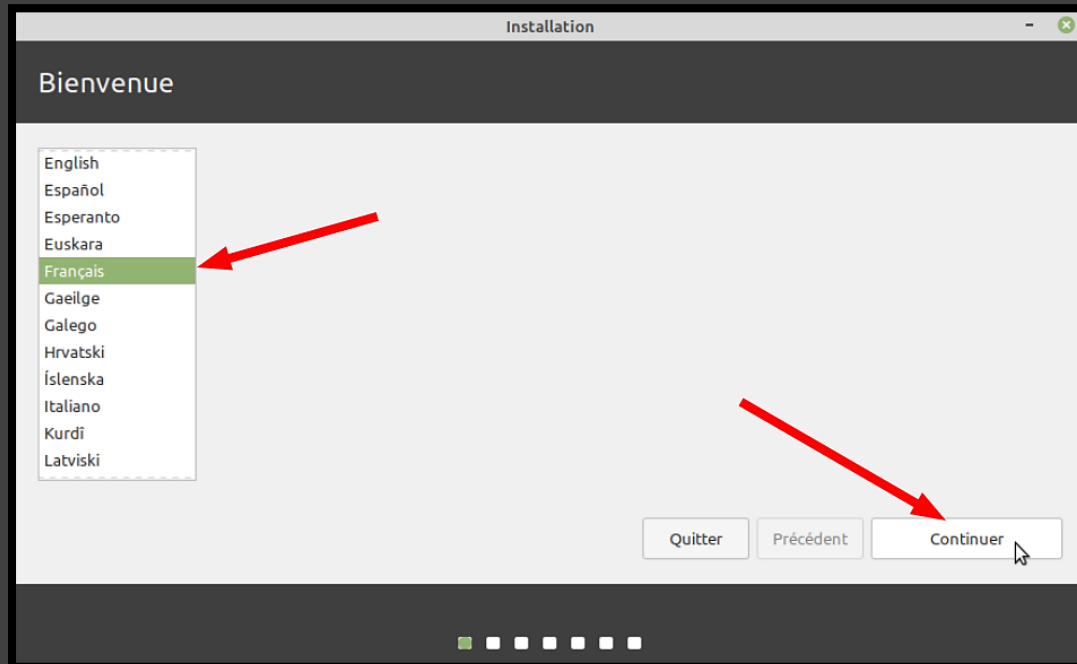 Installation
Bienvenue
English
Español
Esperanto
Euskara
Français
Gaeilge
Galego
Hrvatski
Íslenska
Italiano
Kurdî
Latviski
Quitter Précédent Continuer